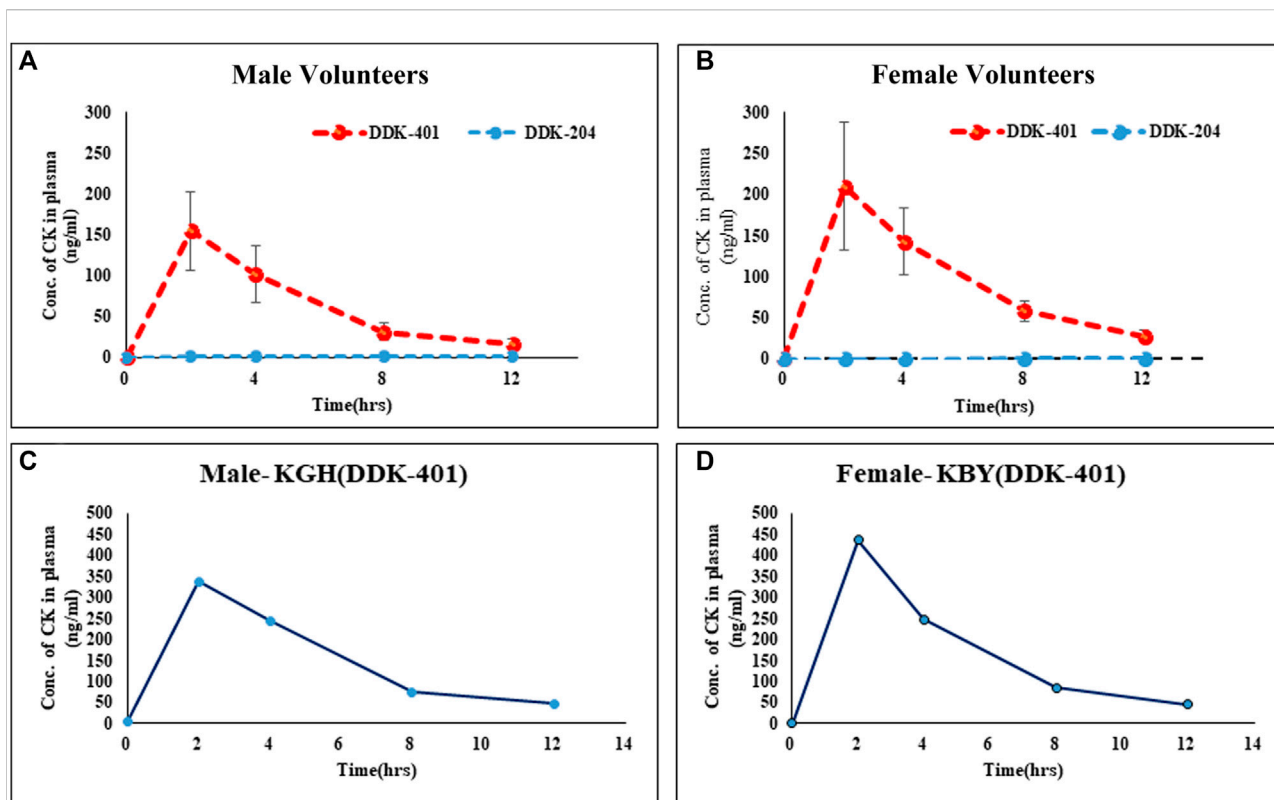 A
Male Volunteers
300
250
200
150
100
50
0
DDK-401
DDK-204
Conc. of CK in plasma
(ng/ml)
0
4
8
12
Time(hrs)
B
Female Volunteers
300
250
200
150
100
50
0
DDK-401
DDK-204
Conc. of CK in plasma
(ng/ml)
0
4
8
12
Time(hrs)
C
Male- KGH(DDK-401)
500
450
400
350
300
250
200
150
100
50
0
Conc. of CK in plasma
(ng/ml)
0
2
4
6
8
10
12
14
Time(hrs)
D
Female- KBY(DDK-401)
500
450
400
350
300
250
200
150
100
50
0
Conc. of CK in plasma
(ng/ml)
0
2
4
6
8
10
12
14
Time(hrs)